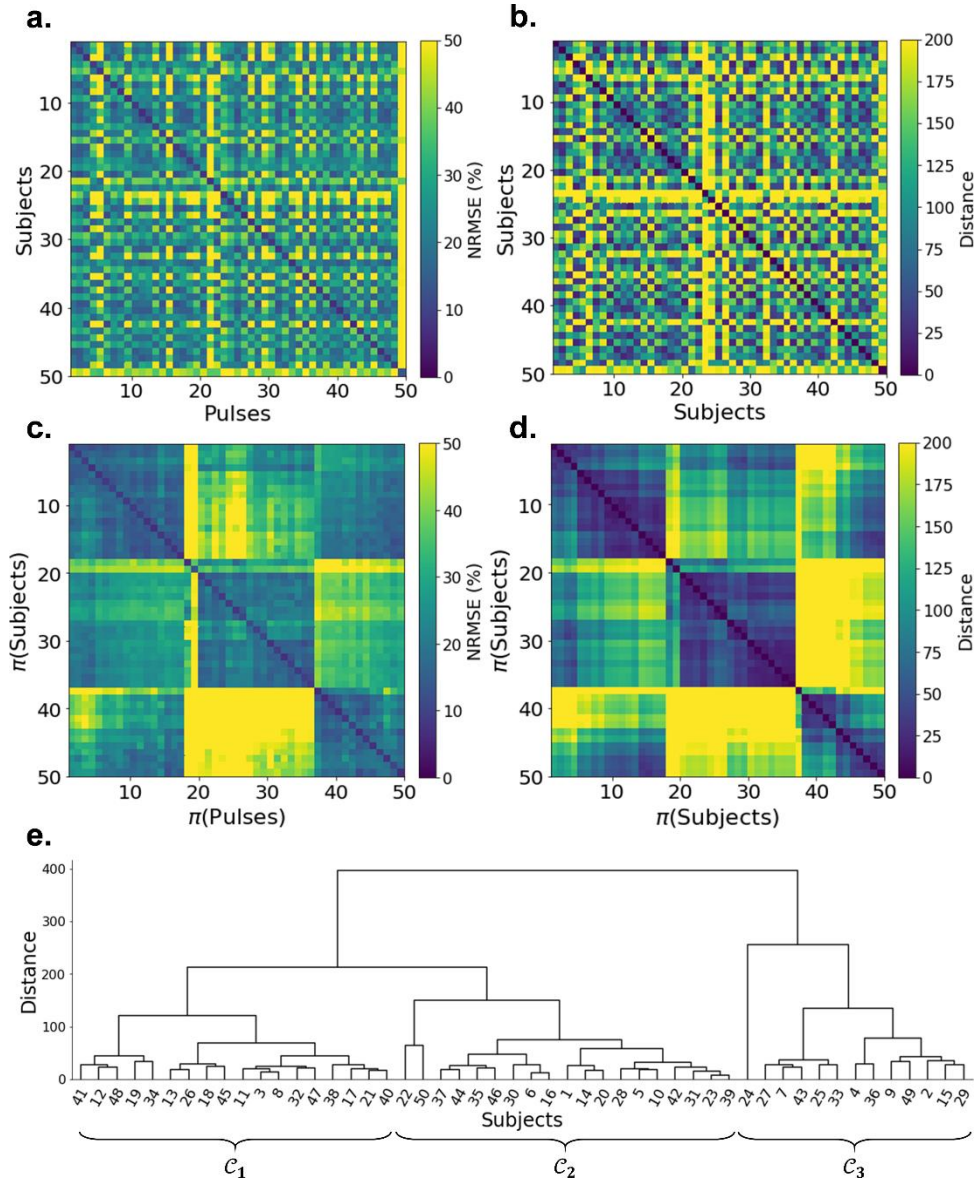 a.
b.
50
40
30
20
10
0
NRMSE (%)
Subjects
10
20
30
40
50
10 20 30 40 50
Pulses
200
175
150
125
100
75
50
25
0
Distance
Subjects
10
20
30
40
50
10 20 30 40 50
Subjects
c.
d.
50
40
30
20
10
0
NRMSE (%)
π(Subjects)
10
20
30
40
50
10 20 30 40 50
π(Pulses)
200
175
150
125
100
75
50
25
0
Distance
π(Subjects)
10
20
30
40
50
10 20 30 40 50
π(Subjects)
e.
400
300
200
100
0
Distance
41 12 48 19 34 13 26 18 45 11 3 8 32 47 38 17 21 40 22 50 37 44 35 46 30 6 16 1 14 20 28 5 10 42 31 23 39 24 27 7 43 25 33 4 36 9 49 2 15 29
Subjects
C1 C2 C3